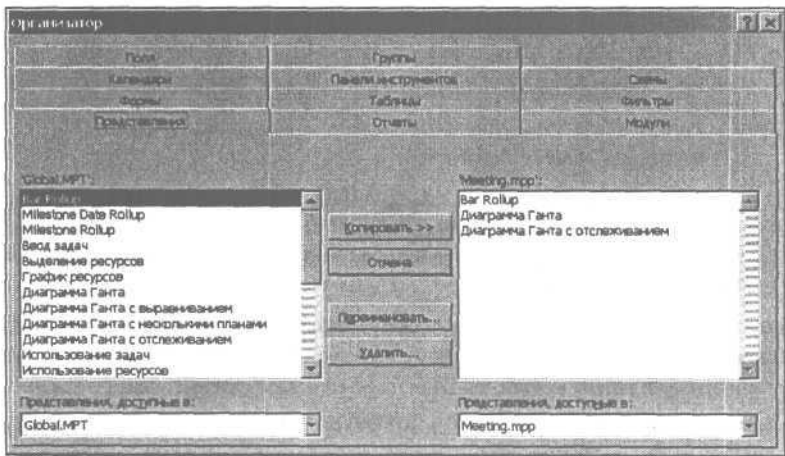 Организатор
Поля Группы
Календари Панели инструментов Схемы
Формы Таблицы Фильтры
Представления Отчеты Модули
'Global.MPT':
Bar Rollup
Milestone Date Rollup
Milestone Rollup
Ввод задач
Выделение ресурсов
График ресурсов
Диаграмма Ганта
Диаграмма Ганта с выравниванием
Диаграмма Ганта с несколькими планами
Диаграмма Ганта с отслеживанием
Использование задач
Использование ресурсов
Копировать >>
Отмена
Переименовать...
Удалить...
'Meeting.mpp':
Bar Rollup
Диаграмма Ганта
Диаграмма Ганта с отслеживанием
Представления, доступные в:
Global.MPT
Представления, доступные в:
Meeting.mpp